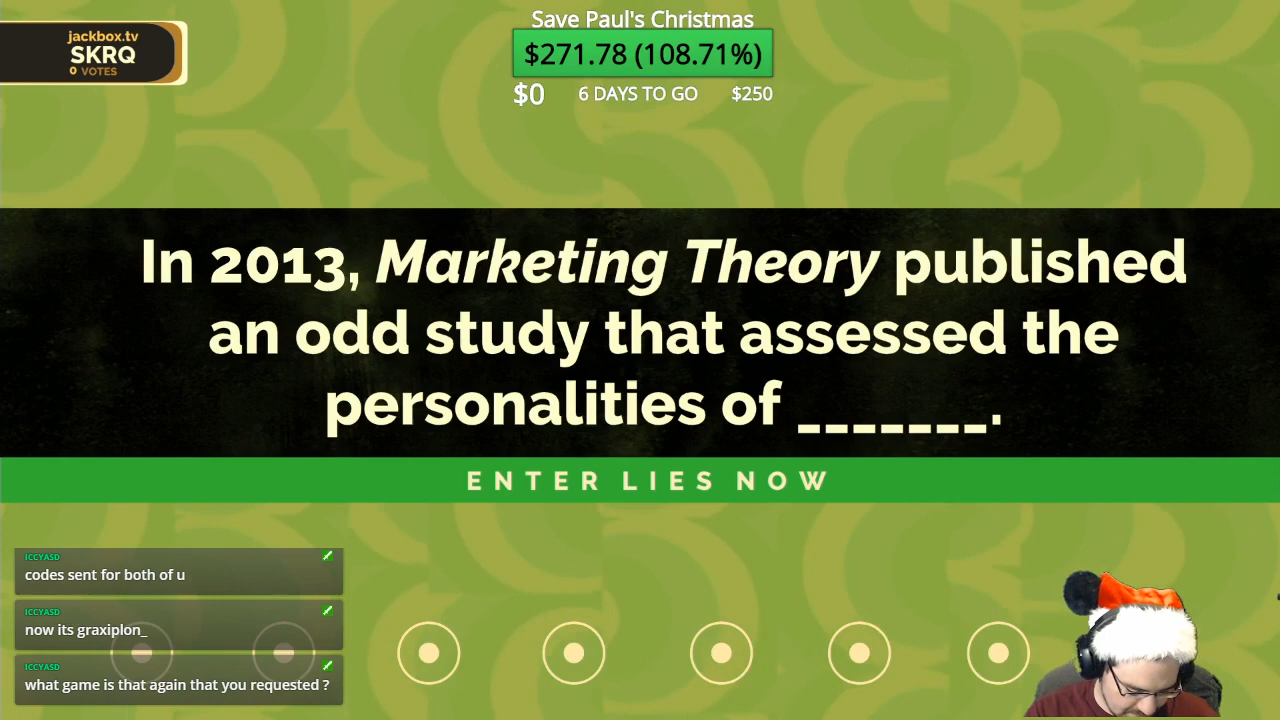 jackbox.tv
SKRQ
0 VOTES
Save Paul's Christmas
$271.78 (108.71%)
$0 6 DAYS TO GO $250
In 2013, Marketing Theory published
an odd study that assessed the
personalities of _______.
ENTER LIES NOW
ICCYASD
codes sent for both of u
ICCYASD
now its graxiplon_
ICCYASD
what game is that again that you requested ?